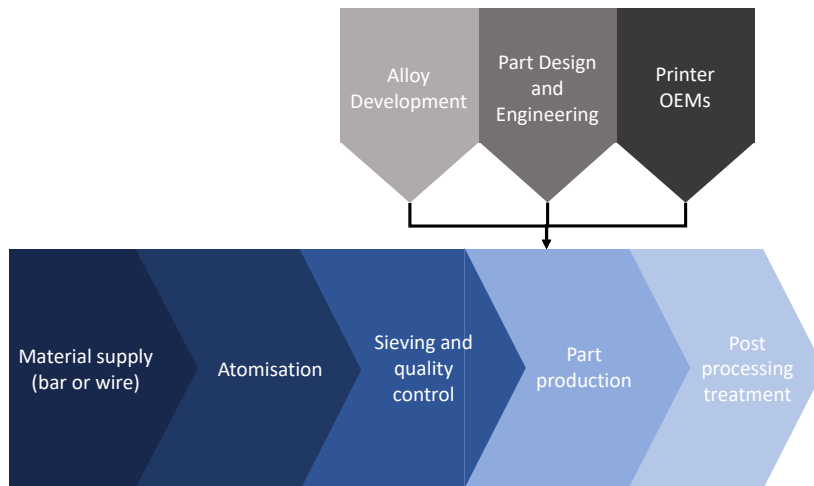 Alloy
Development
Part Design
and
Engineering
Printer
OEMs
Material supply
(bar or wire)
Atomisation
Sieving and
quality
control
Part
production
Post
processing
treatment